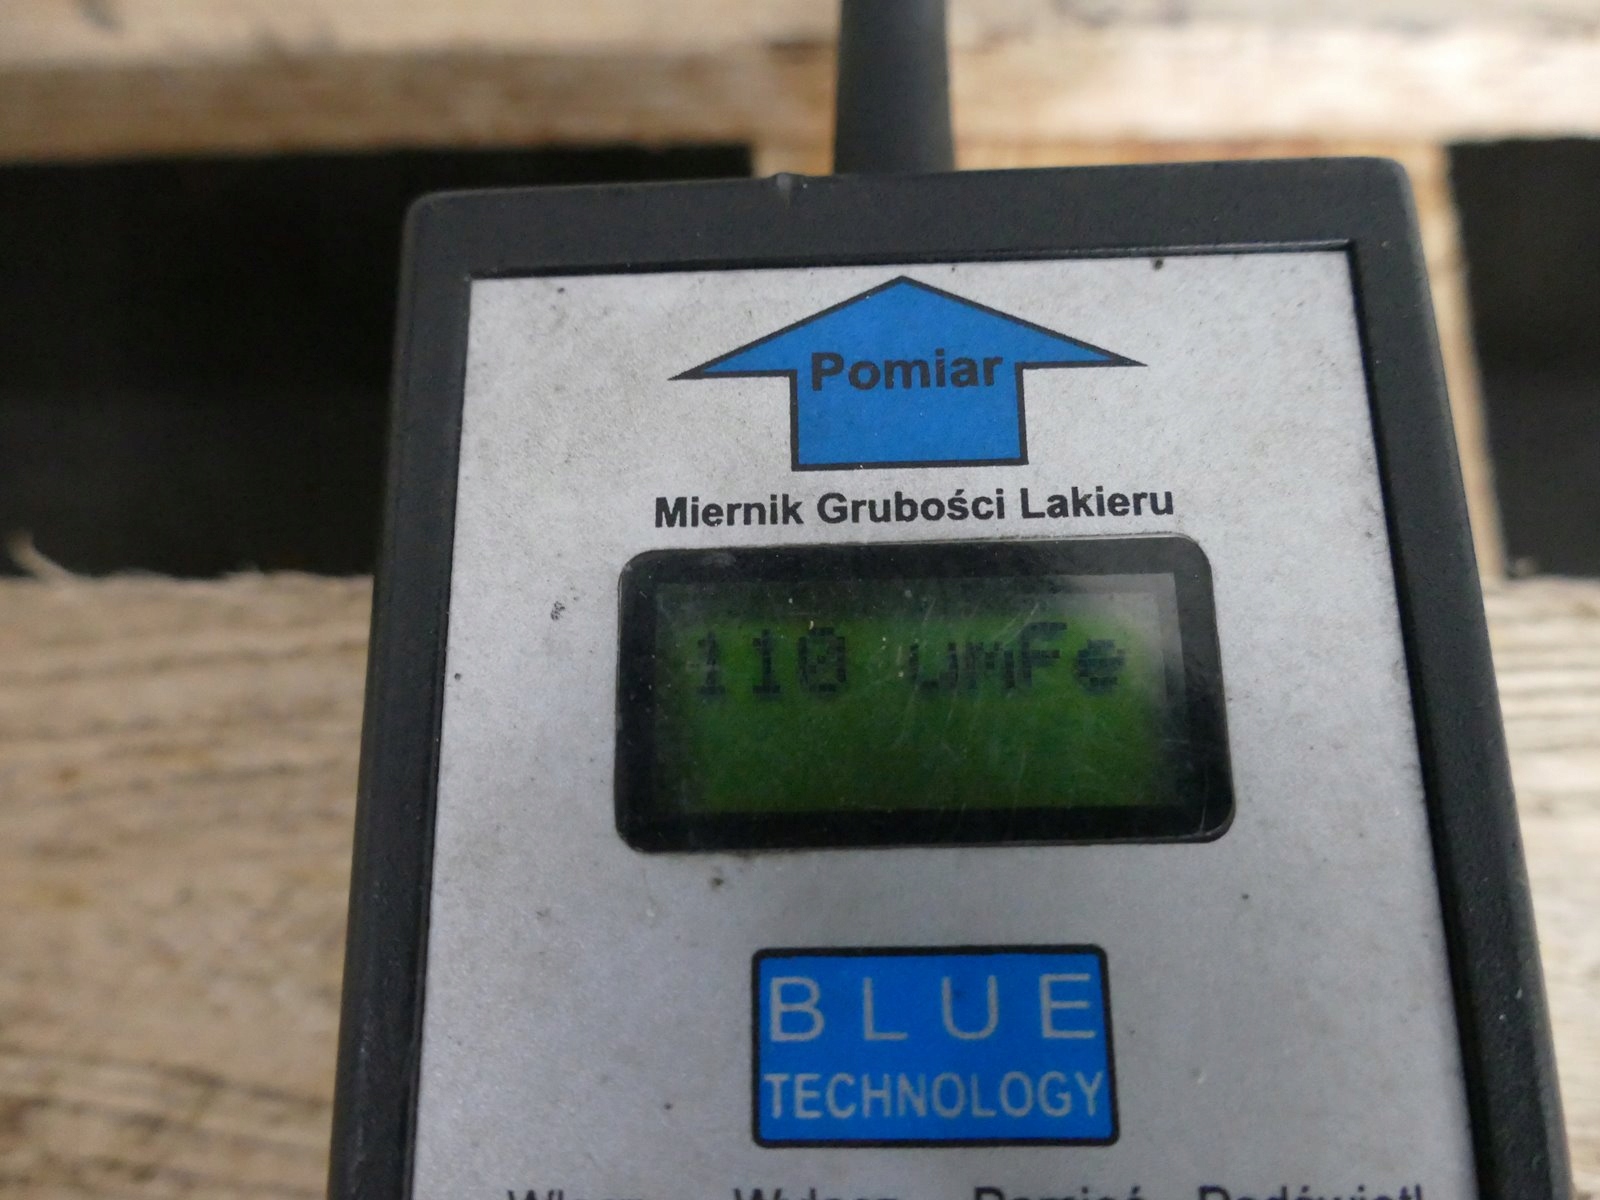 Pomiar
Miernik Grubości Lakieru
110 umFe
BLUE
TECHNOLOGY